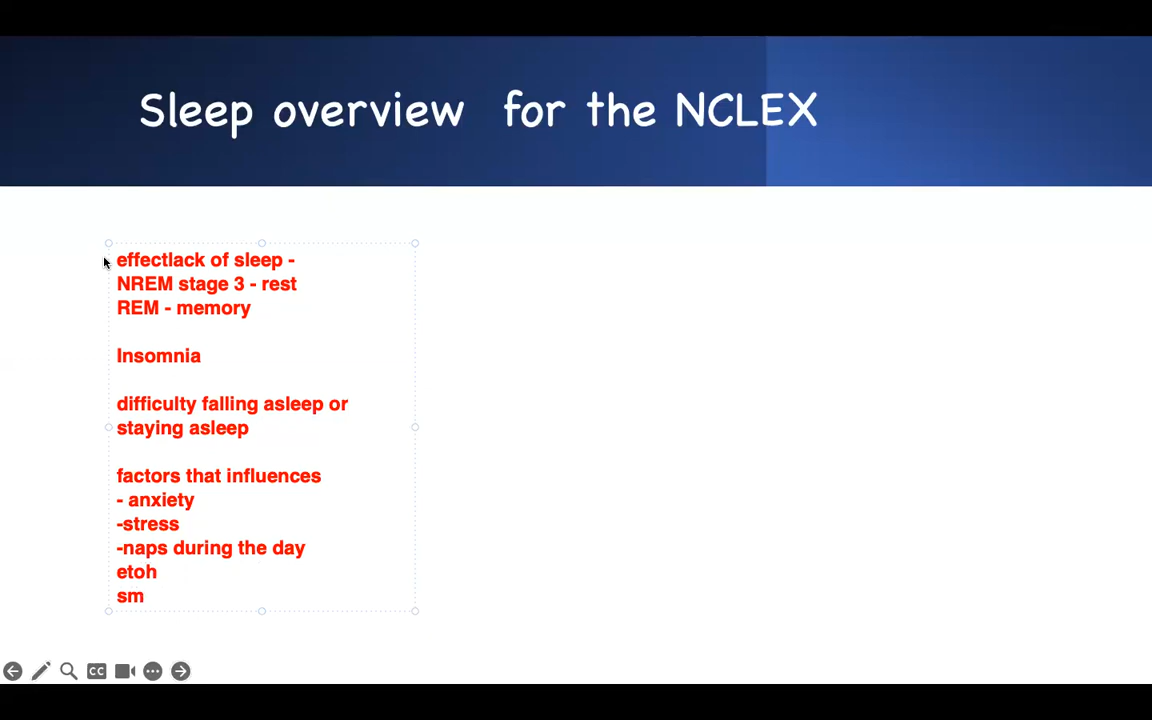 Sleep overview for the NCLEX
effectlack of sleep -
NREM stage 3 - rest
REM - memory
Insomnia
difficulty falling asleep or
staying asleep
factors that influences
- anxiety
-stress
-naps during the day
etoh
sm
CC